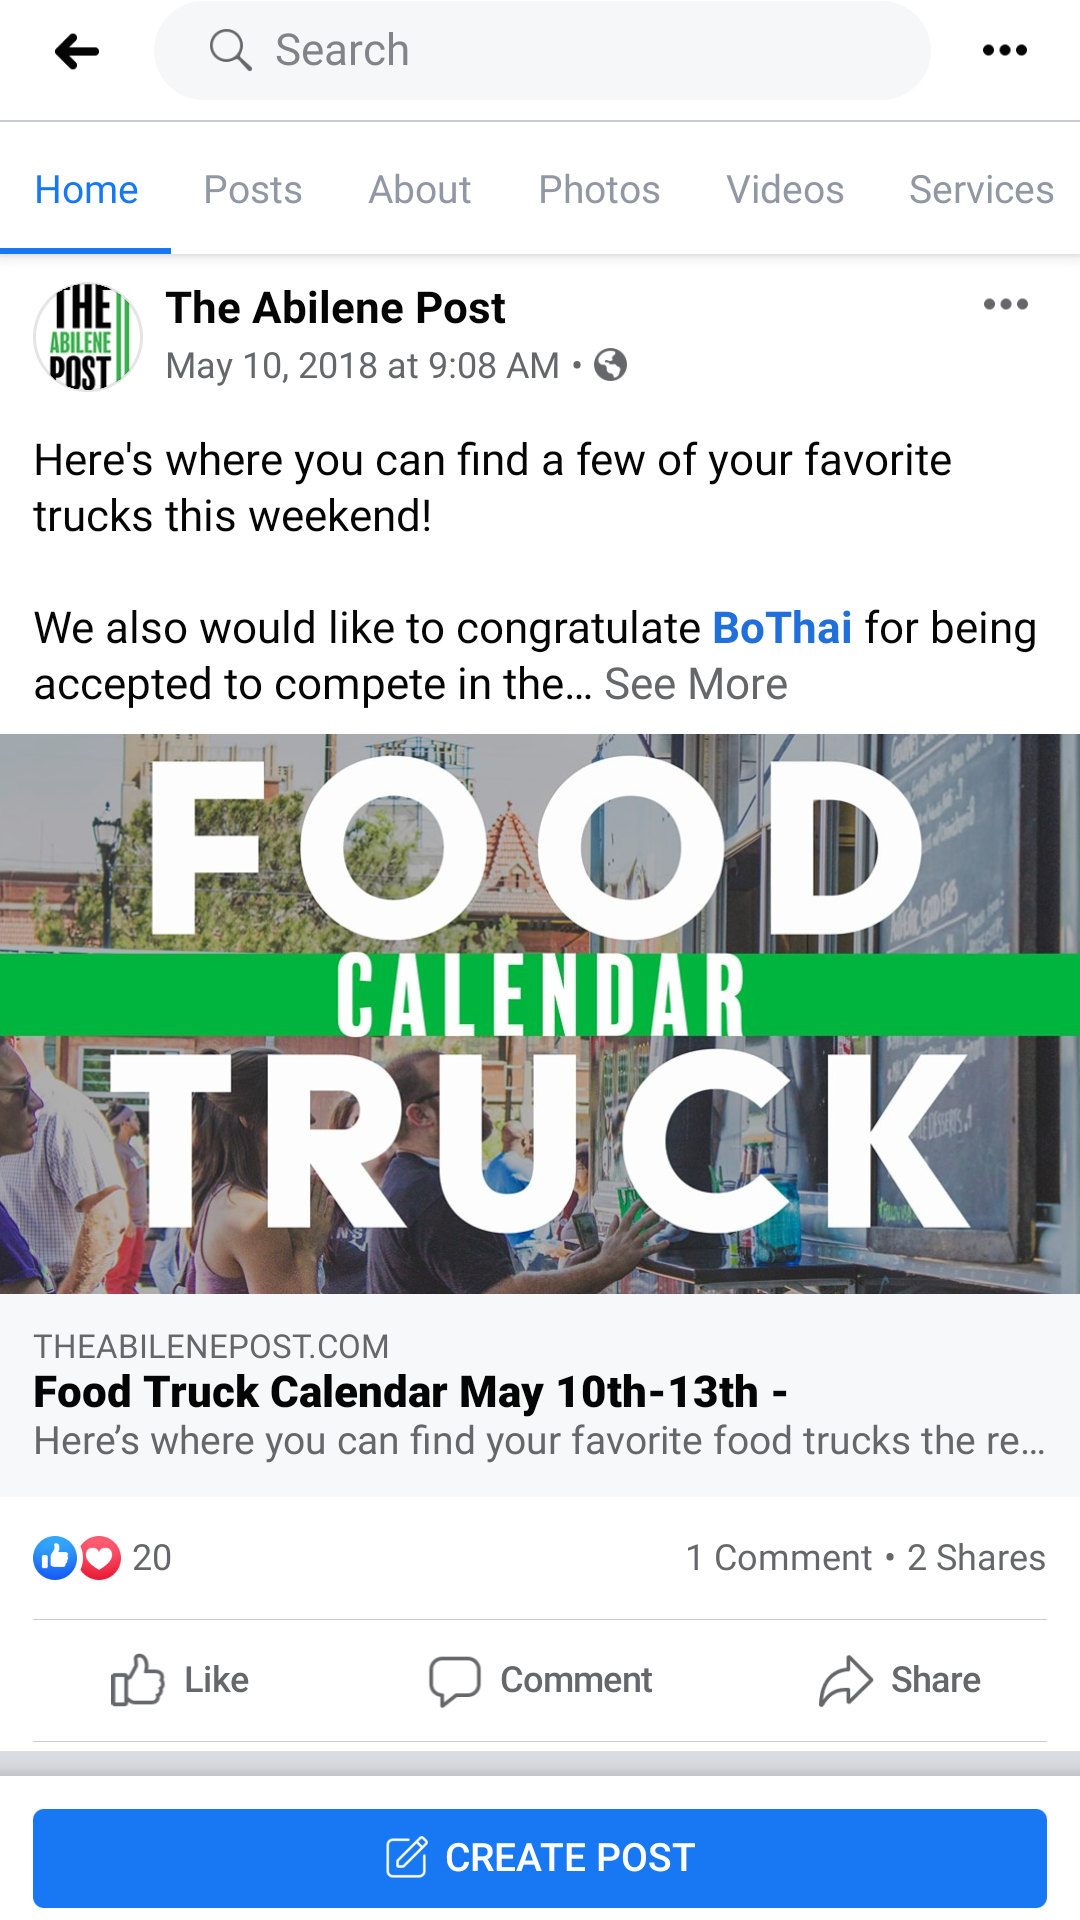 Search
Home Posts About Photos Videos Services
THE
ABILENE
POST
The Abilene Post
May 10, 2018 at 9:08 AM •
Here's where you can find a few of your favorite
trucks this weekend!
We also would like to congratulate BoThai for being
accepted to compete in the... See More
FOOD
CALENDAR
TRUCK
THEABILENEPOST.COM
Food Truck Calendar May 10th-13th -
Here’s where you can find your favorite food trucks the re...
20
1 Comment • 2 Shares
Like Comment Share
CREATE POST